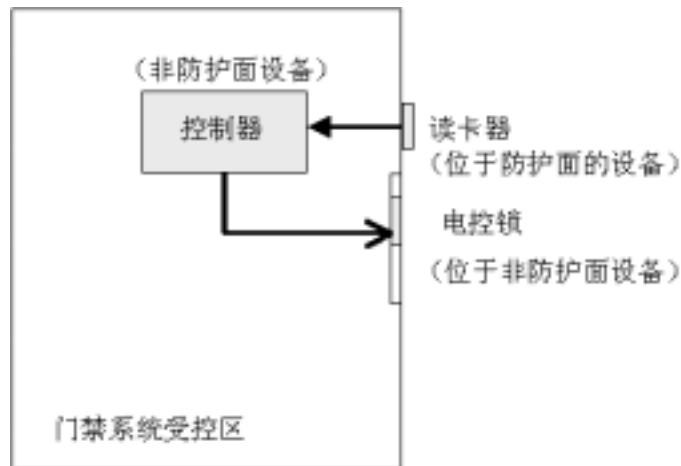 （非防护面设备）
控制器
读卡器
（位于防护面的设备）
电控锁
（位于非防护面设备）
门禁系统受控区